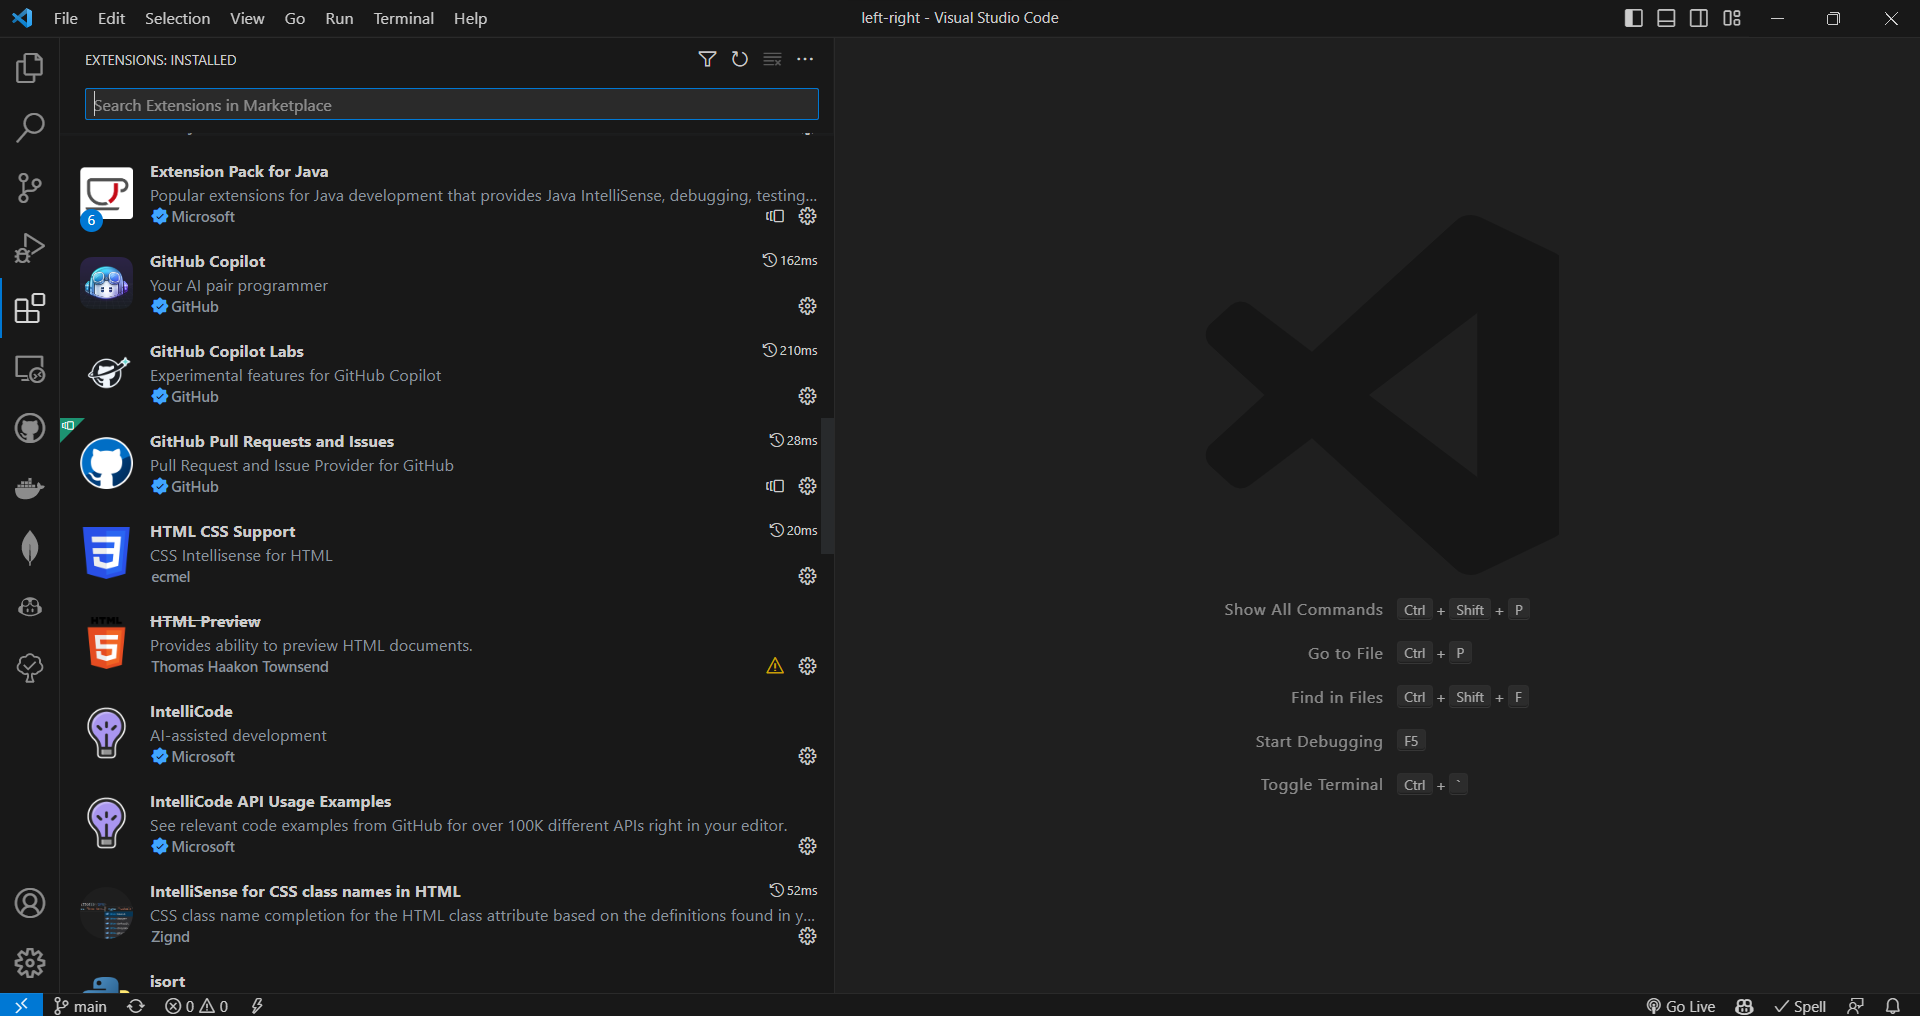 File Edit Selection View Go Run Terminal Help
left-right - Visual Studio Code
EXTENSIONS: INSTALLED
Search Extensions in Marketplace
Extension Pack for Java
Popular extensions for Java development that provides Java IntelliSense, debugging, testing...
6
Microsoft
GitHub Copilot
162ms
Your AI pair programmer
GitHub
GitHub Copilot Labs
210ms
Experimental features for GitHub Copilot
GitHub
GitHub Pull Requests and Issues
28ms
Pull Request and Issue Provider for GitHub
GitHub
HTML CSS Support
20ms
CSS Intellisense for HTML
ecmel
HTML
5
HTML Preview
Provides ability to preview HTML documents.
Thomas Haakon Townsend
IntelliCode
AI-assisted development
Microsoft
IntelliCode API Usage Examples
See relevant code examples from GitHub for over 100K different APIs right in your editor.
Microsoft
IntelliSense for CSS class names in HTML
52ms
CSS class name completion for the HTML class attribute based on the definitions found in y...
Zignd
isort
Show All Commands Ctrl + Shift + P
Go to File Ctrl + P
Find in Files Ctrl + Shift + F
Start Debugging F5
Toggle Terminal Ctrl + `
main 0 0
Go Live Spell